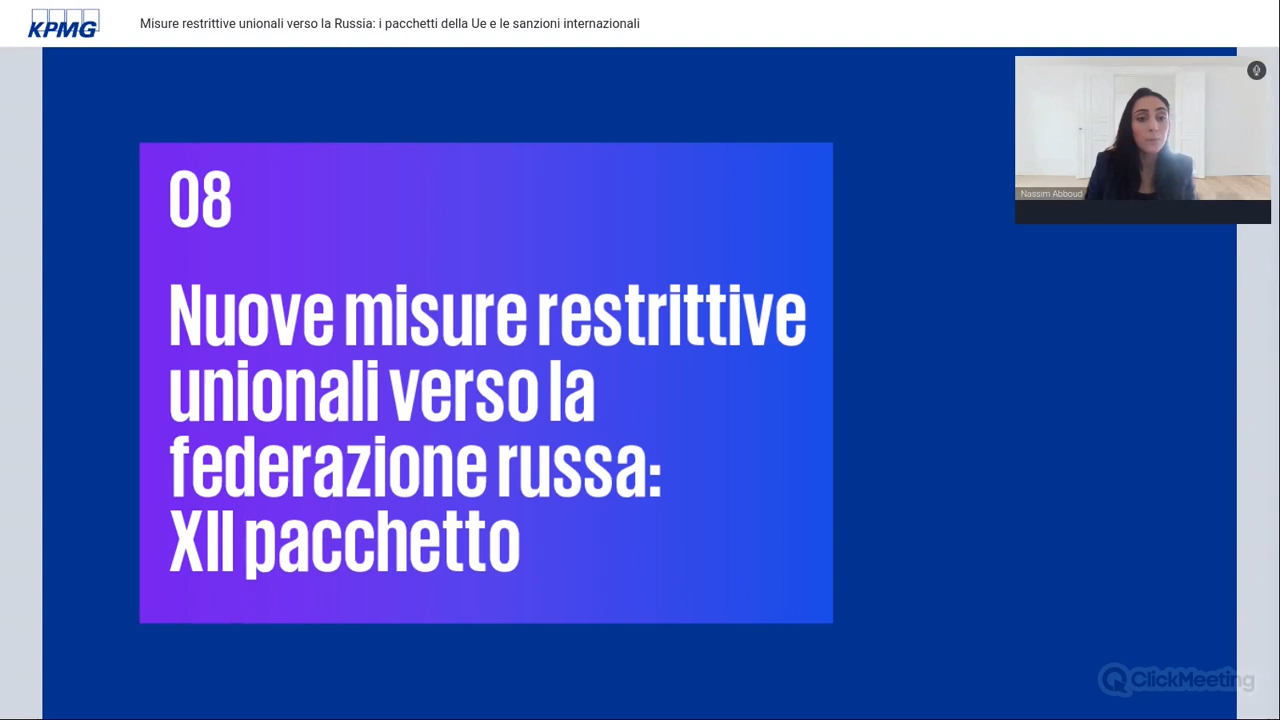 KPMG
Misure restrittive unionali verso la Russia: i pacchetti della Ue e le sanzioni internazionali
Nassim Abboud
08
Nuove misure restrittive
unionali verso la
federazione russa:
XII pacchetto
ClickMeeting